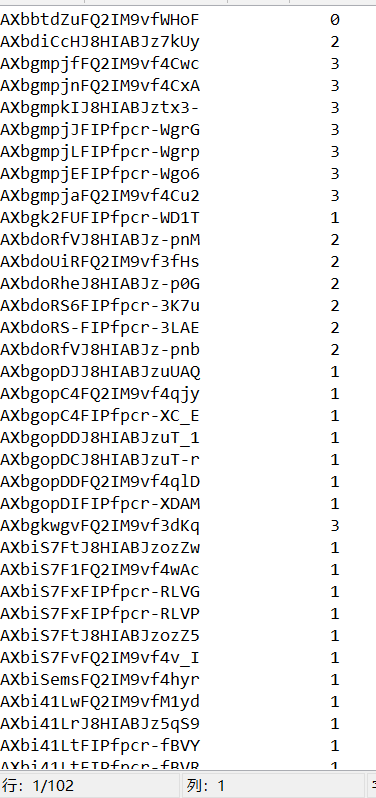 AXbbtdZuFQ2IM9vfWHoF 0
AXbdiCcHJ8HIABJz7kUy 2
AXbgmpjfFQ2IM9vf4Cwc 3
AXbgmpjnFQ2IM9vf4CxA 3
AXbgmpkIJ8HIABJztx3- 3
AXbgmpjJFIPfpcr-WgrG 3
AXbgmpjLFIPfpcr-Wgrp 3
AXbgmpjEFIPfpcr-Wgo6 3
AXbgmpjaFQ2IM9vf4Cu2 3
AXbgk2FUFIPfpcr-WD1T 1
AXbdoRfVJ8HIABJz-pnM 2
AXbdoUiRFQ2IM9vf3fHs 2
AXbdoRheJ8HIABJz-p0G 2
AXbdoRS6FIPfpcr-3K7u 2
AXbdoRS-FIPfpcr-3LAE 2
AXbdoRfVJ8HIABJz-pnb 2
AXbgopDJJ8HIABJzuUAQ 1
AXbgopC4FQ2IM9vf4qjy 1
AXbgopC4FIPfpcr-XC_E 1
AXbgopDDJ8HIABJzuT_1 1
AXbgopDCJ8HIABJzuT-r 1
AXbgopDDFQ2IM9vf4qlD 1
AXbgopDIFIPfpcr-XDAM 1
AXbgkwgvFQ2IM9vf3dKq 3
AXbiS7FtJ8HIABJzozZw 1
AXbiS7F1FQ2IM9vf4wAc 1
AXbiS7FxFIPfpcr-RLVG 1
AXbiS7FxFIPfpcr-RLVP 1
AXbiS7FtJ8HIABJzozZ5 1
AXbiS7FvFQ2IM9vf4v_I 1
AXbiSemsFQ2IM9vf4hyr 1
AXbi41LwFQ2IM9vfM1yd 1
AXbi41LrJ8HIABJz5qS9 1
AXbi41LtFIPfpcr-fBVY 1
AXbi41LtFIPfpcr-fBVR 1
行: 1/102 列: 1